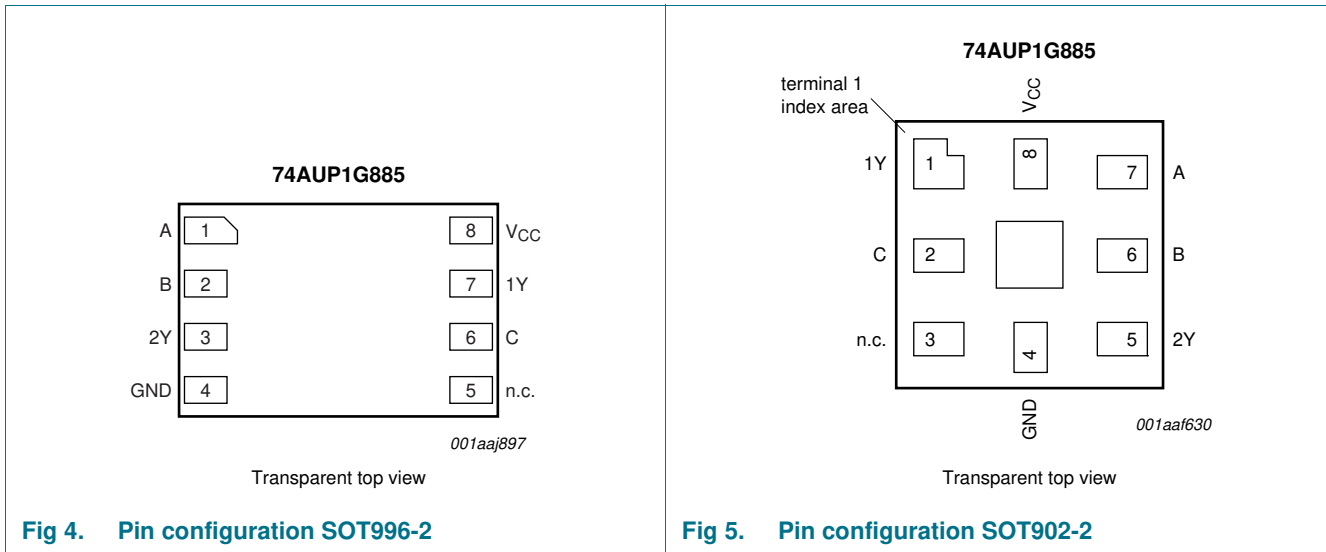 74AUP1G885
A 1 8 VCC
B 2 7 1Y
2Y 3 6 C
GND 4 5 n.c.
001aaj897
Transparent top view
Fig 4. Pin configuration SOT996-2
74AUP1G885
terminal 1
index area
VCC
1Y 1 8 7 A
C 2 6 B
n.c. 3 4 5 2Y
GND
001aaf630
Transparent top view
Fig 5. Pin configuration SOT902-2